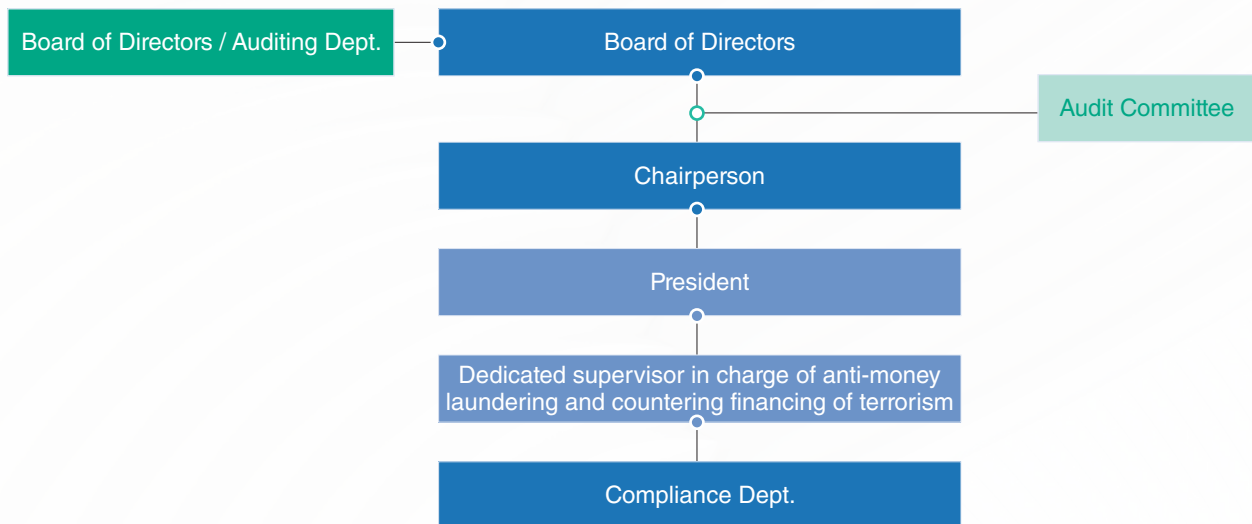 Board of Directors / Auditing Dept.
Board of Directors
Audit Committee
Chairperson
President
Dedicated supervisor in charge of anti-money
laundering and countering financing of terrorism
Compliance Dept.